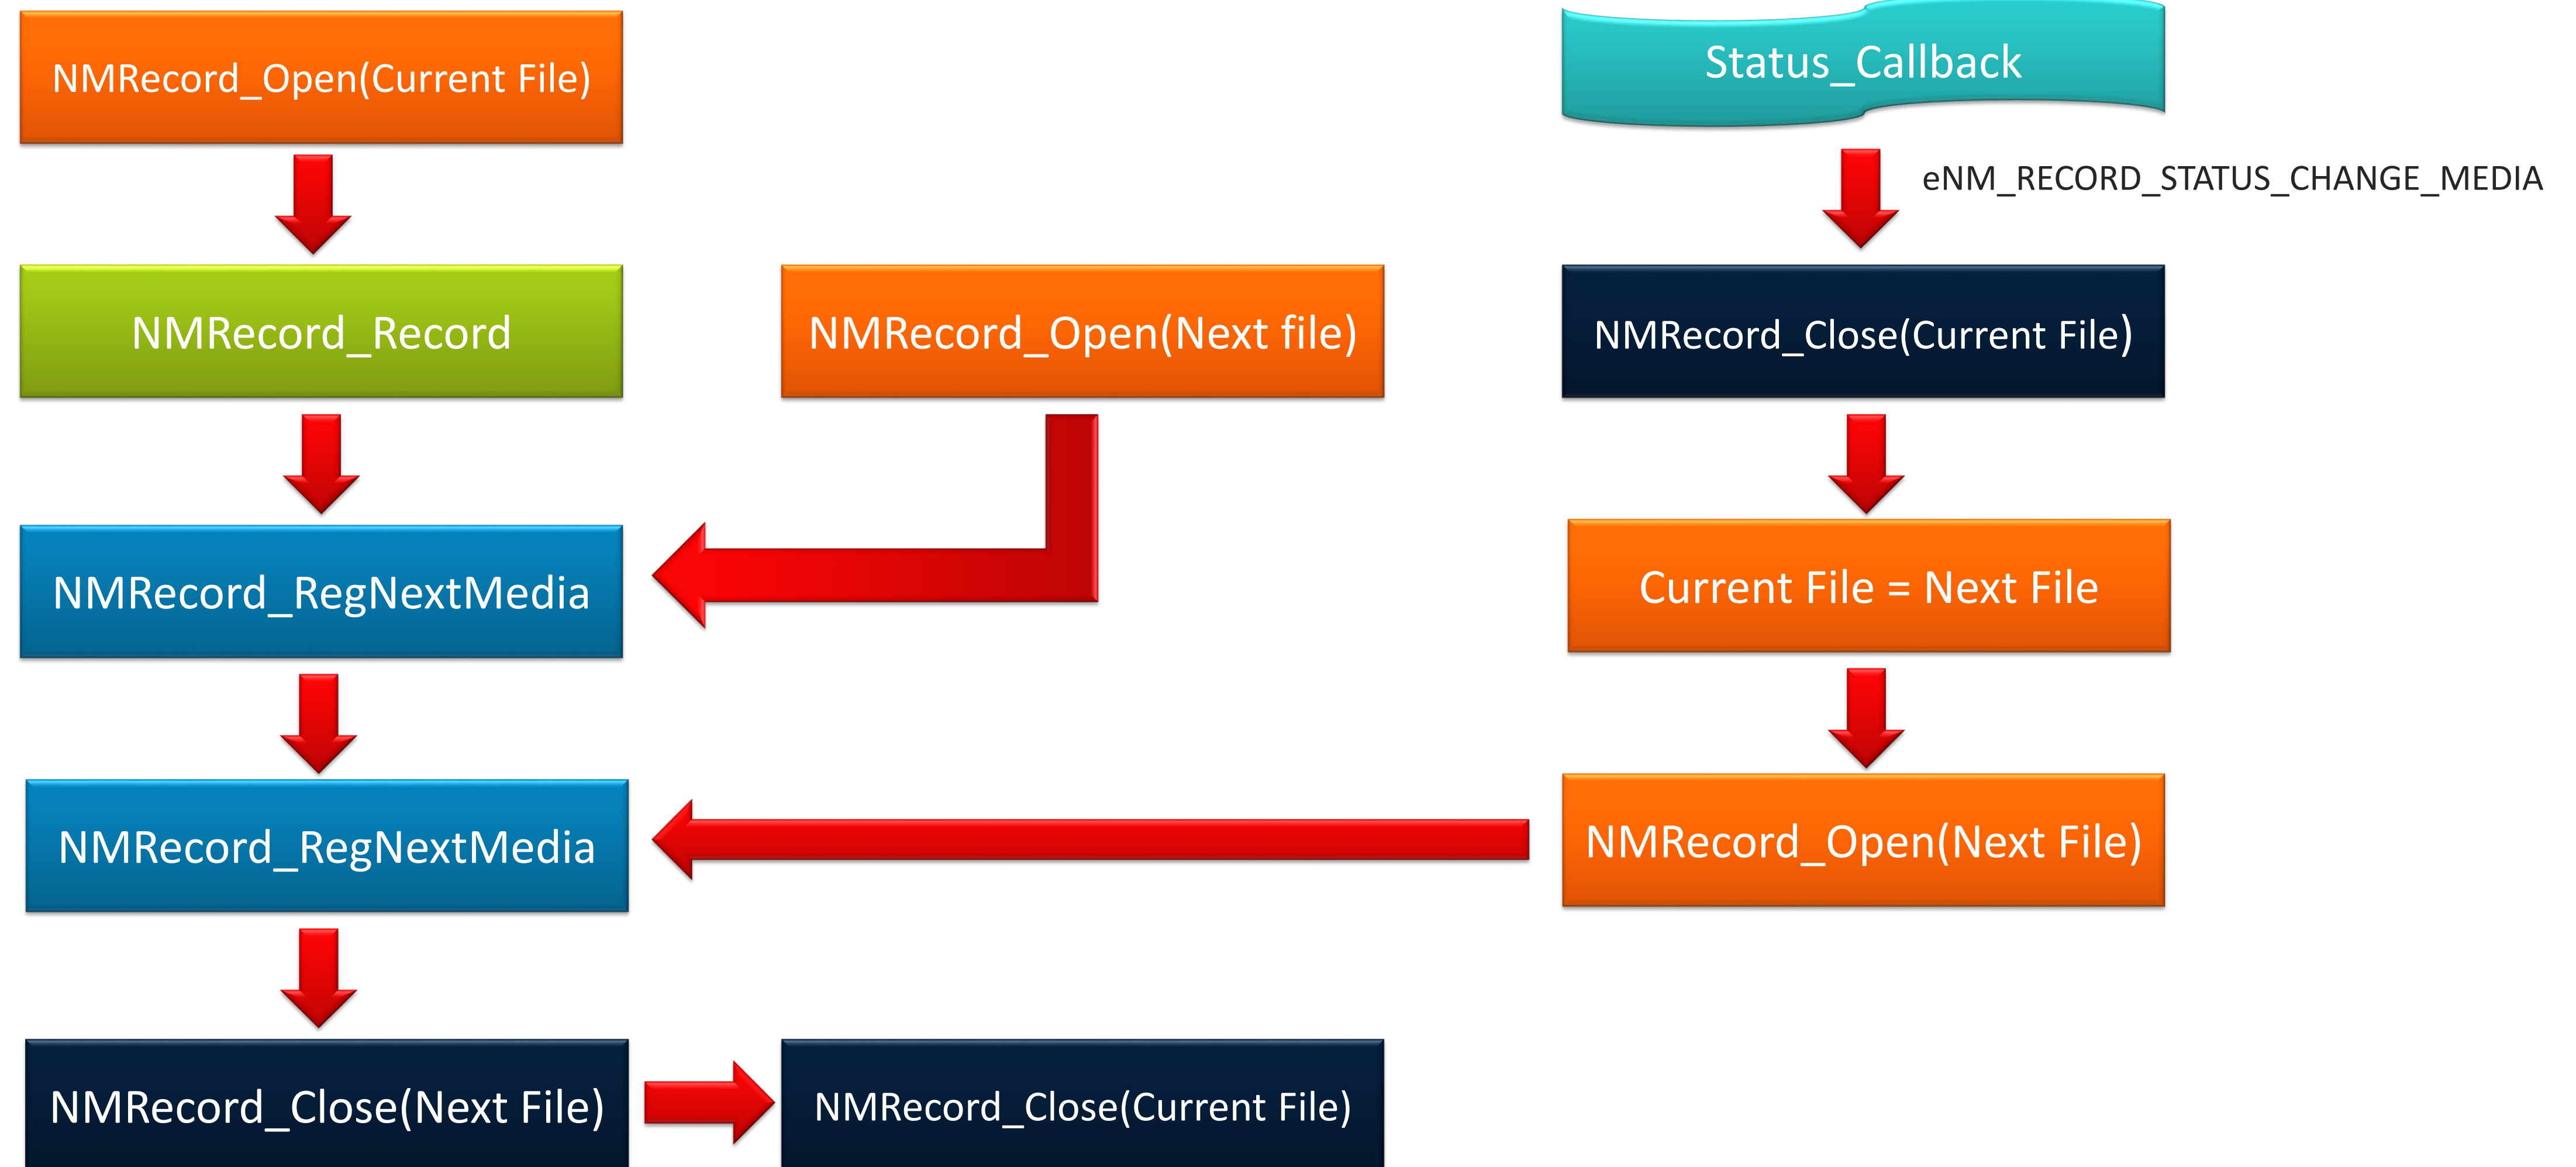 NMRecord_Open(Current File)
Status_Callback
eNM_RECORD_STATUS_CHANGE_MEDIA
NMRecord_Record
NMRecord_Open(Next file)
NMRecord_Close(Current File)
NMRecord_RegNextMedia
Current File = Next File
NMRecord_RegNextMedia
NMRecord_Open(Next File)
NMRecord_Close(Next File)
NMRecord_Close(Current File)